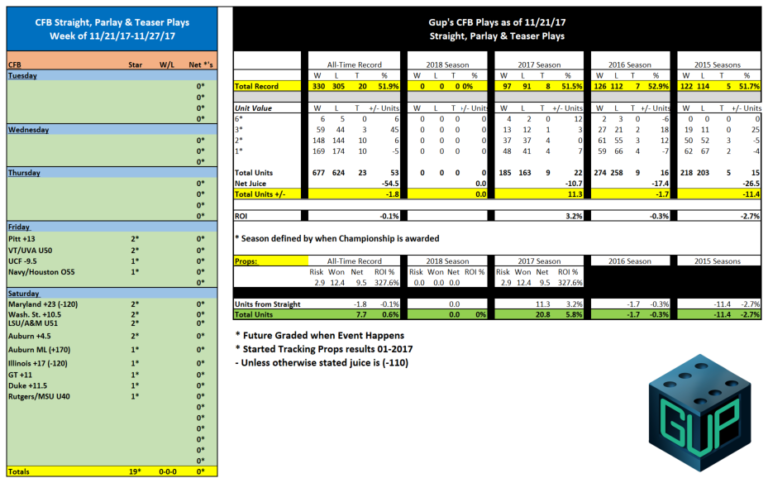 CFB Straight, Parlay & Teaser Plays
Week of 11/21/17-11/27/17
CFB Star W/L Net *'s
Tuesday
0*
0*
0*
0*
Wednesday
0*
0*
0*
Thursday
0*
0*
0*
0*
Friday
Pitt +13 2* 0*
VT/UVA U50 2* 0*
UCF -9.5 1* 0*
Navy/Houston O55 1* 0*
0*
Saturday
Maryland +23 (-120) 2* 0*
Wash. St. +10.5 2* 0*
LSU/A&M U51 2* 0*
Auburn +4.5 2* 0*
Auburn ML (+170) 1* 0*
Illinois +17 (-120) 1* 0*
GT +11 1* 0*
Duke +11.5 1* 0*
Rutgers/MSU U40 1* 0*
0*
0*
0*
0*
0*
0*
Totals 19* 0-0-0 0*
Gup's CFB Plays as of 11/21/17
Straight, Parlay & Teaser Plays
All-Time Record 2018 Season 2017 Season 2016 Season 2015 Seasons
W L T % W L T % W L T % W L T % W L T %
Total Record 330 305 20 51.9% 0 0 0 0% 97 91 8 51.5% 126 112 7 52.9% 122 114 5 51.7%
Unit Value W L T +/- Units W L T +/- Units W L T +/- Units W L T +/- Units W L T +/- Units
6* 6 5 0 6 0 0 0 0 4 2 0 12 2 3 0 -6 0 0 0 0
3* 59 44 3 45 0 0 0 0 13 12 1 3 27 21 2 18 19 11 0 25
2* 148 144 10 6 0 0 0 0 37 37 4 0 61 55 3 12 50 52 3 -5
1* 169 174 10 -5 0 0 0 0 48 41 4 7 59 66 4 -7 62 67 2 -4
Total Units 677 624 23 53 0 0 0 0 185 163 9 22 274 258 9 16 218 203 5 15
Net Juice -54.5 0.0 -10.7 -17.4 -26.5
Total Units +/- -1.8 0.0 11.3 -1.7 -11.4
ROI -0.1% 3.2% -0.3% -2.7%
* Season defined by when Championship is awarded
Props: All-Time Record 2018 Season 2017 Season 2016 Season 2015 Seasons
Risk Won Net ROI % Risk Won Net ROI % Risk Won Net ROI %
2.9 12.4 9.5 327.6% 0.0 0.0 0.0 2.9 12.4 9.5 327.6%
Units from Straight -1.8 -0.1% 0.0 11.3 3.2% -1.7 -0.3% -11.4 -2.7%
Total Units 7.7 0.6% 0.0 0% 20.8 5.8% -1.7 -0.3% -11.4 -2.7%
* Future Graded when Event Happens
* Started Tracking Props results 01-2017
- Unless otherwise stated juice is (-110)
GUP